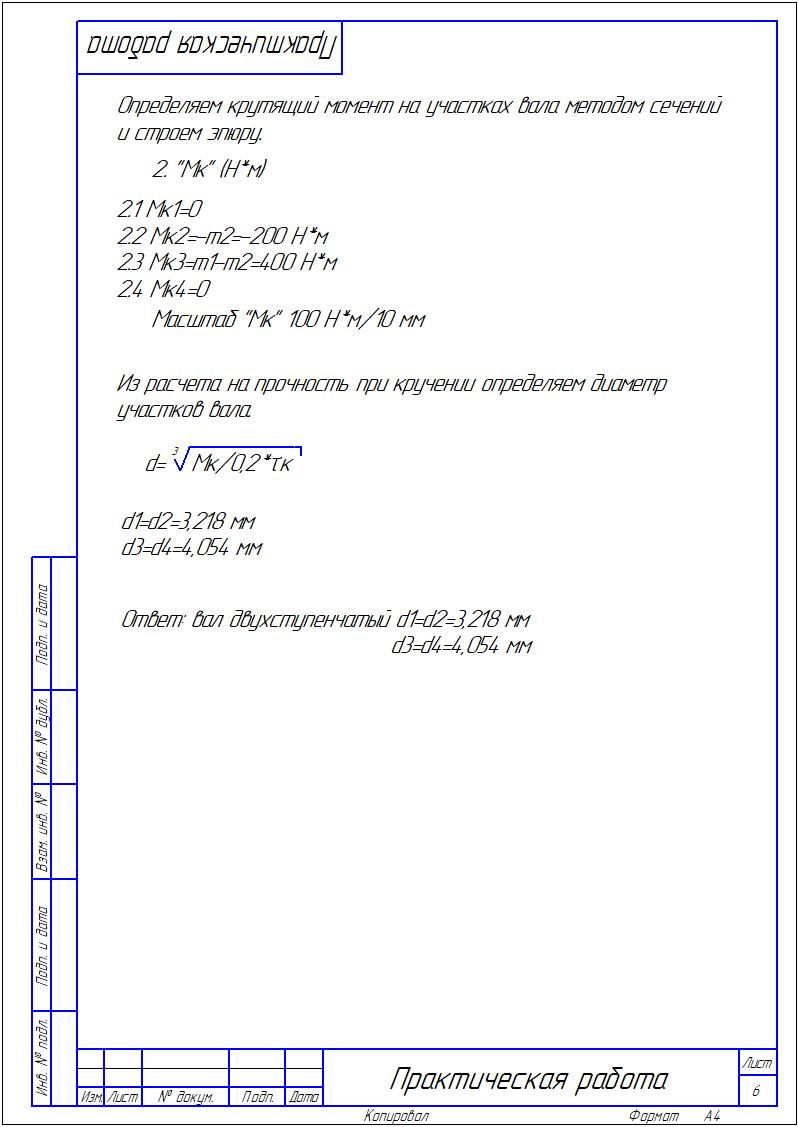 Практическая работа
Определяем крутящий момент на участках вала методом сечений
и строем эпюру.
2. "Мк" (Н*м)
2.1 Мк1=0
2.2 Мк2=-m2=-200 Н*м
2.3 Мк3=m1-m2=400 Н*м
2.4 Мк4=0
Масштаб "Мк" 100 Н*м/10 мм
Из расчета на прочность при кручении определяем диаметр
участков вала
d= ³√Мк/0,2*τк
d1=d2=3,218 мм
d3=d4=4,054 мм
Ответ: вал двухступенчатый d1=d2=3,218 мм
d3=d4=4,054 мм
Подп. и дата
Инв. № дубл.
Взам. инв. №
Подп. и дата
Инв. № подл.
Изм. Лист № докум. Подп. Дата
Практическая работа
Лист
6
Копировал Формат А4